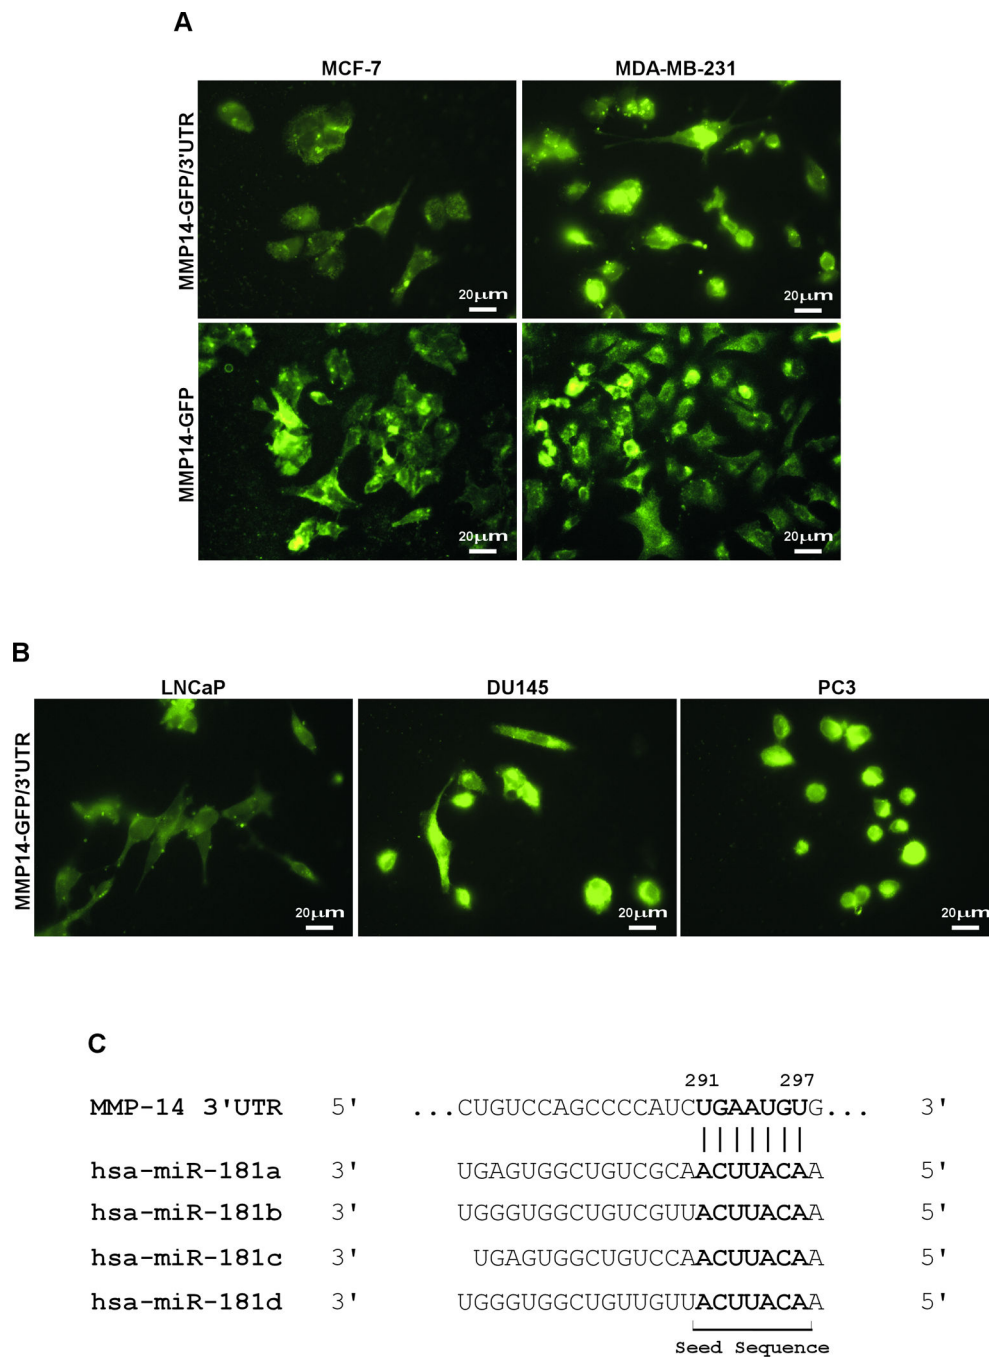 A
MCF-7
MDA-MB-231
MMP14-GFP/3'UTR
20µm
20µm
MMP14-GFP
20µm
20µm
B
LNCaP
DU145
PC3
MMP14-GFP/3'UTR
20µm
20µm
20µm
C
291 297
MMP-14 3'UTR 5' ...CUGUCCAGCCCCAUCUGAAUGUG... 3'
hsa-miR-181a 3' UGAGUGGCUGUCGCAACUUACAA 5'
hsa-miR-181b 3' UGGGUGGCUGUCGUUACUUACAA 5'
hsa-miR-181c 3' UGAGUGGCUGUCCAACUUACAA 5'
hsa-miR-181d 3' UGGGUGGCUGUUGUUACUUACAA 5'
Seed Sequence